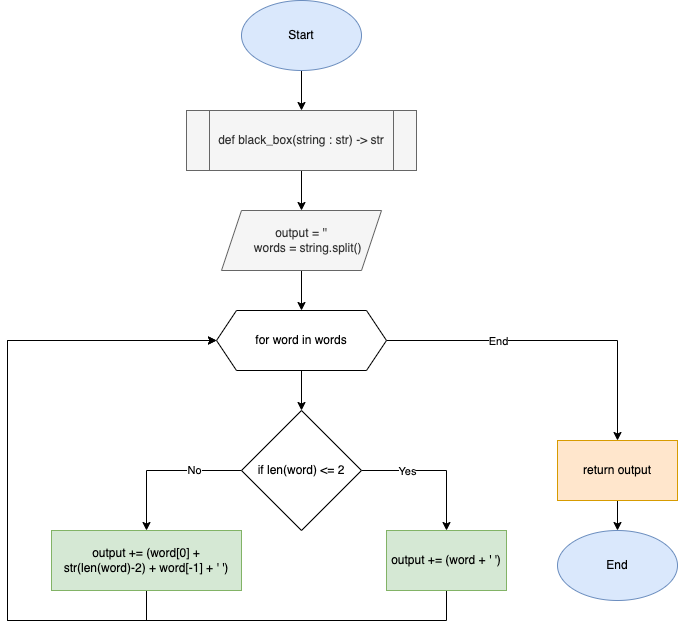 Start
def black_box(string : str) -> str
output = ''
words = string.split()
for word in words
End
if len(word) <= 2
No
Yes
return output
output += (word[0] +
str(len(word)-2) + word[-1] + ' ')
output += (word + ' ')
End